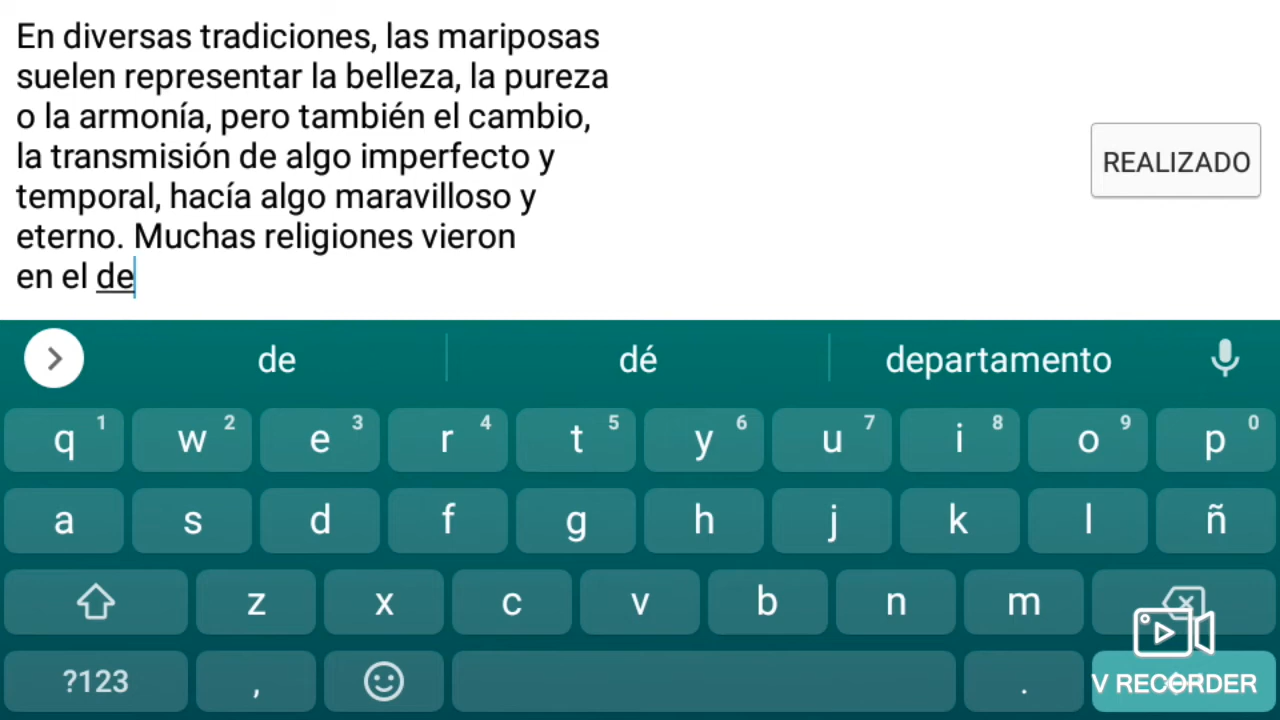 En diversas tradiciones, las mariposas
suelen representar la belleza, la pureza
o la armonía, pero también el cambio,
la transmisión de algo imperfecto y
temporal, hacía algo maravilloso y
eterno. Muchas religiones vieron
en el de
REALIZADO
de dé departamento
q 1 w 2 e 3 r 4 t 5 y 6 u 7 i 8 o 9 p 0
a s d f g h j k l ñ
z x c v b n m
?123 , .
V RECORDER